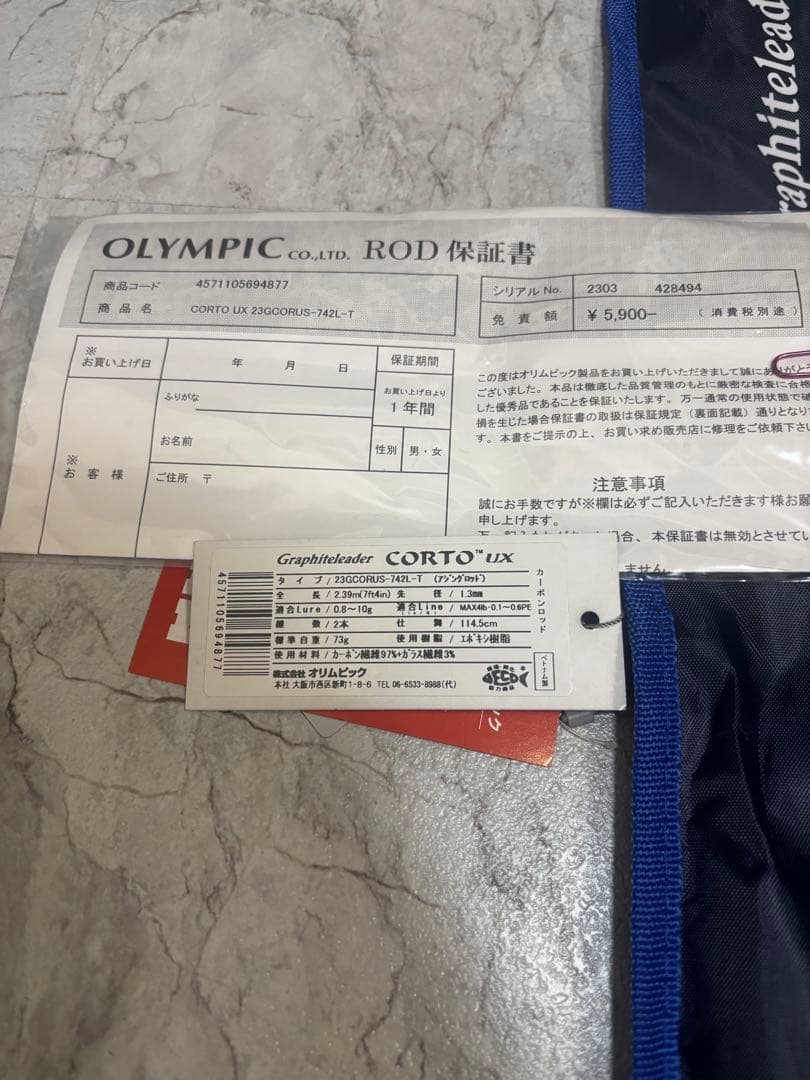 raphitelead
OLYMPIC CO.,LTD. ROD 保証書
商品コード 4571105694877
商品名 CORTO UX 23GCORUS-742L-T
シリアル No. 2303 428494
免責額 ¥ 5,900- (消費税別途)
※
お買い上げ日
年 月 日
保証期間
お買い上げ日より
1 年間
※
お客様
ふりがな
お名前
性別 男・女
ご住所 〒
この度はオリムピック製品をお買い上げいただきまして誠にありがとう
ございました。本品は徹底した品質管理のもとに厳密な検査に合格
した優秀品であることを保証いたします。万一通常の使用状態で破
損を生じた場合保証書の取扱は保証規定(裏面記載)通りとなりま
す。本書をご提示の上、お買い求め販売店に修理をご依頼下さい
注意事項
誠にお手数ですが※欄は必ずご記入いただきます様お願
申し上げます。
合、本保証書は無効とさせてい
ません
Graphiteleader CORTO™ UX
タイプ / 23GCORUS-742L-T (アジングロッド)
全長 / 2.39m(7ft4in) 先径 / 1.3mm
適合Lure / 0.8~10g 適合Line / MAX4lb・0.1~0.6PE
継数 / 2本 仕舞 / 114.5cm
標準自重 / 73g 使用樹脂 / エポキシ樹脂
使用材料 / カーボン繊維97%+ガラス繊維3%
株式会社 オリムピック
本社 大阪市西区新町1-8-6 TEL 06-6533-8988(代)
4571105694877
カーボンロッド
ベトナム製
ECO